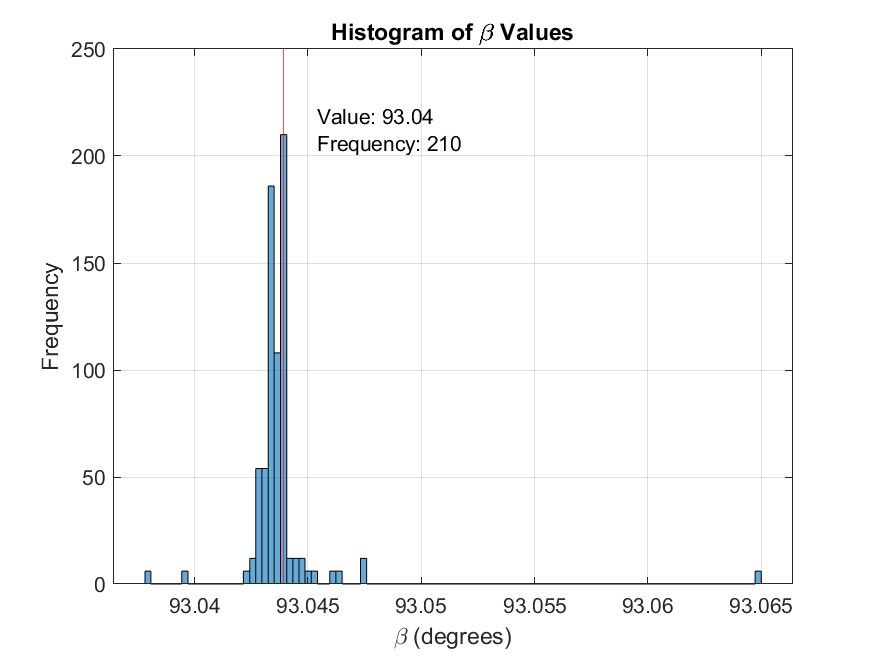 Histogram of β Values
250
200
150
100
50
0
Frequency
Value: 93.04
Frequency: 210
93.04
93.045
93.05
93.055
93.06
93.065
β (degrees)